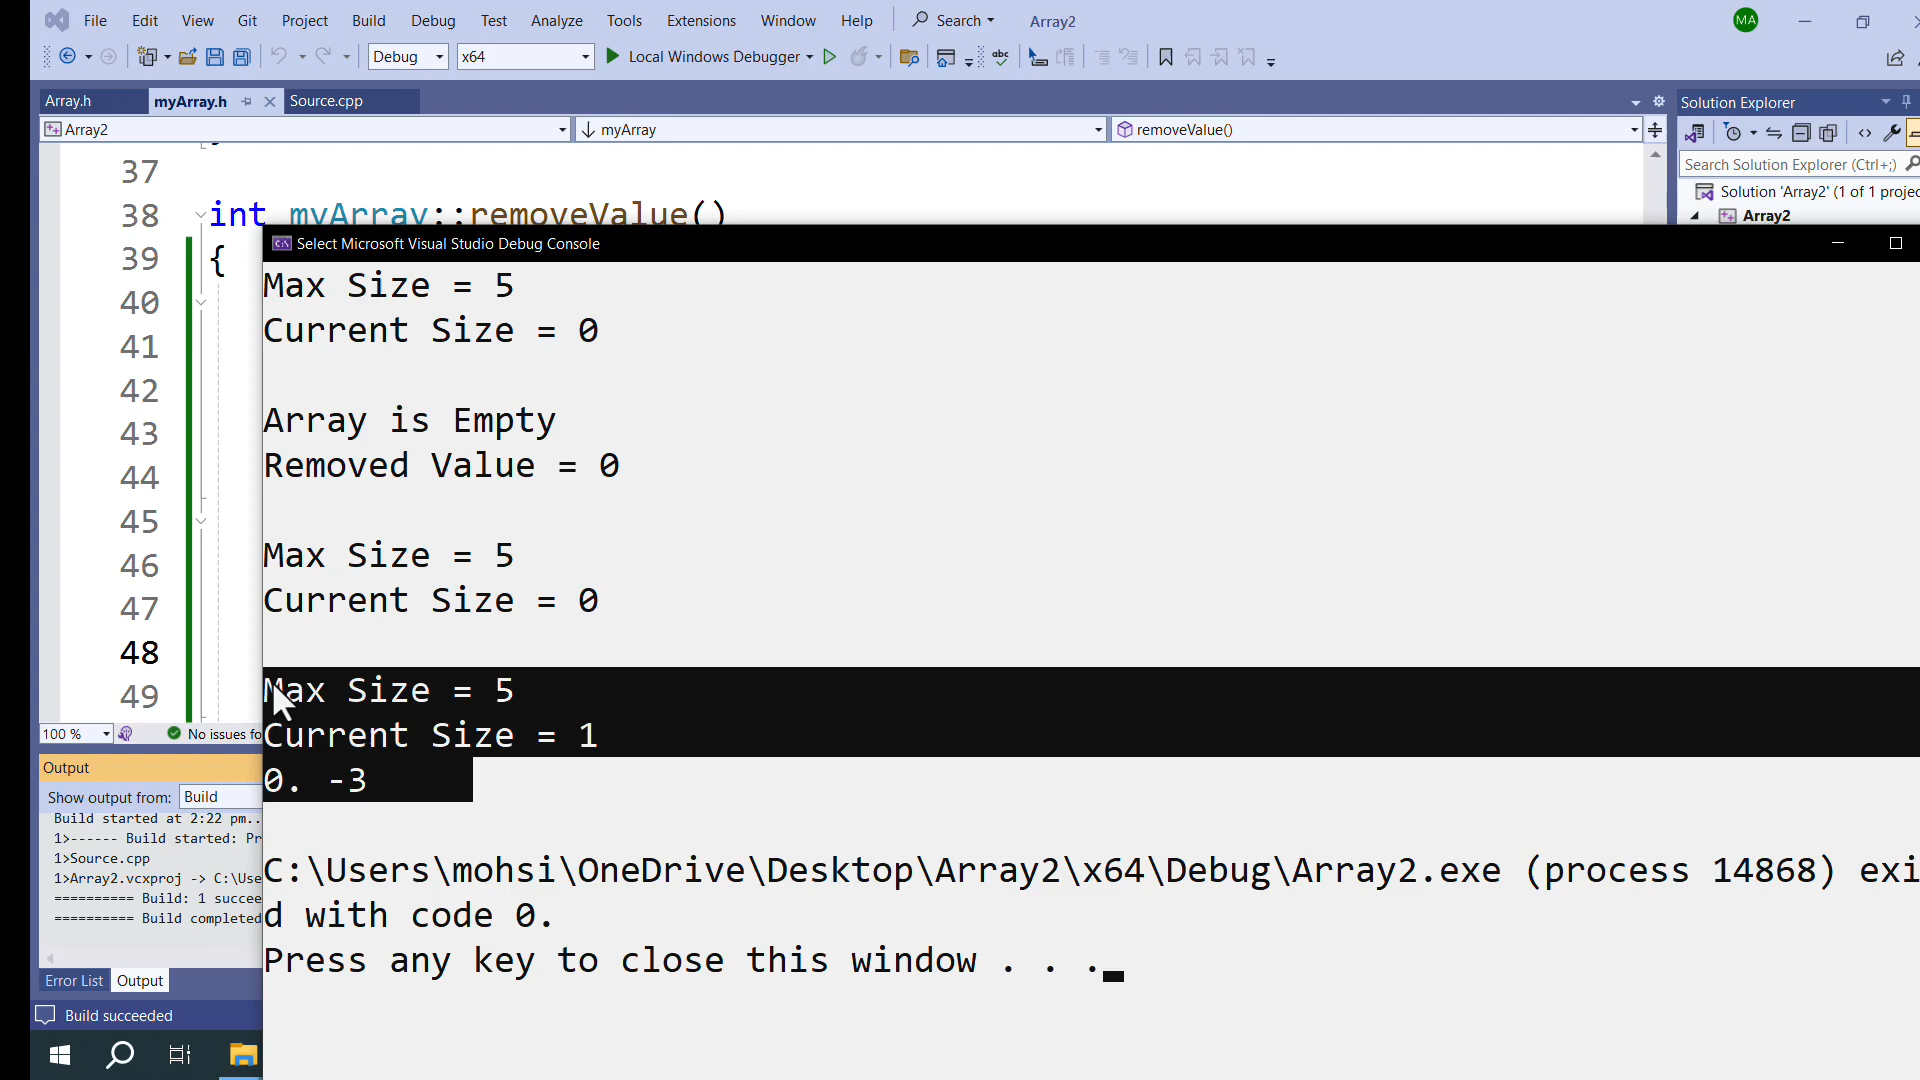 File Edit View Git Project Build Debug Test Analyze Tools Extensions Window Help Search Array2 MA
Debug x64 Local Windows Debugger
Array.h myArray.h Source.cpp
Solution Explorer
Array2 myArray removeValue()
Search Solution Explorer (Ctrl+;)
Solution 'Array2' (1 of 1 projec
Array2
37
38 int myArray::removeValue()
39 {
40
41
42
43
44
45
46
47
48
49
Select Microsoft Visual Studio Debug Console
Max Size = 5
Current Size = 0
Array is Empty
Removed Value = 0
Max Size = 5
Current Size = 0
Max Size = 5
Current Size = 1
0. -3
C:\Users\mohsi\OneDrive\Desktop\Array2\x64\Debug\Array2.exe (process 14868) exi
d with code 0.
Press any key to close this window . . .
100 % No issues fo
Output
Show output from: Build
Build started at 2:22 pm..
1>------ Build started: Pr
1>Source.cpp
1>Array2.vcxproj -> C:\Use
========== Build: 1 succee
========== Build completed
Error List Output
Build succeeded